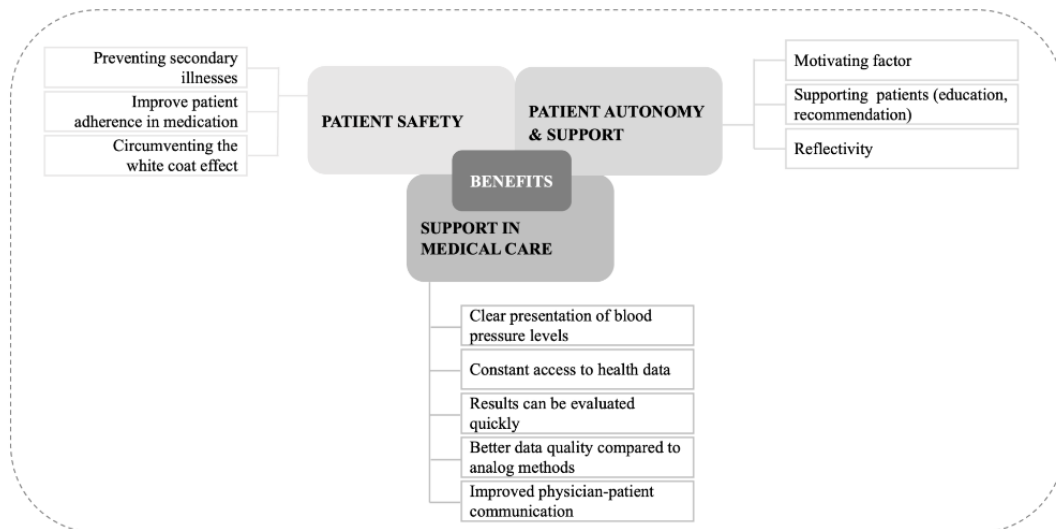 Preventing secondary
illnesses
Improve patient
adherence in medication
Circumventing the
white coat effect
PATIENT SAFETY
PATIENT AUTONOMY
& SUPPORT
Motivating factor
Supporting patients (education,
recommendation)
Reflectivity
BENEFITS
SUPPORT IN
MEDICAL CARE
Clear presentation of blood
pressure levels
Constant access to health data
Results can be evaluated
quickly
Better data quality compared to
analog methods
Improved physician-patient
communication